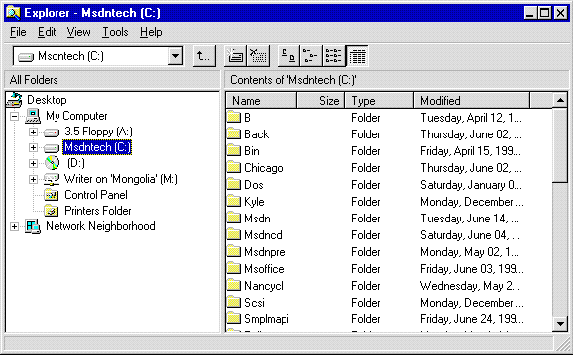 Explorer - Msdntech (C:)
File Edit View Tools Help
Mscntech (C:)
All Folders Contents of 'Msdntech (C:)'
Desktop
My Computer
3.5 Floppy (A:)
Msdntech (C:)
(D:)
Writer on 'Mongolia' (M:)
Control Panel
Printers Folder
Network Neighborhood
Name Size Type Modified
B Folder Tuesday, April 12, 1...
Back Folder Thursday, June 02, ...
Bin Folder Friday, April 15, 199...
Chicago Folder Thursday, June 02, ...
Dos Folder Saturday, January 0...
Kyle Folder Monday, December...
Msdn Folder Tuesday, June 14, ...
Msdncd Folder Saturday, June 04, ...
Msdnpre Folder Monday, May 02, 1...
Msoffice Folder Friday, June 03, 199...
Nancycl Folder Wednesday, May 2...
Scsi Folder Monday, December...
Smplmapi Folder Friday, June 24, 199...